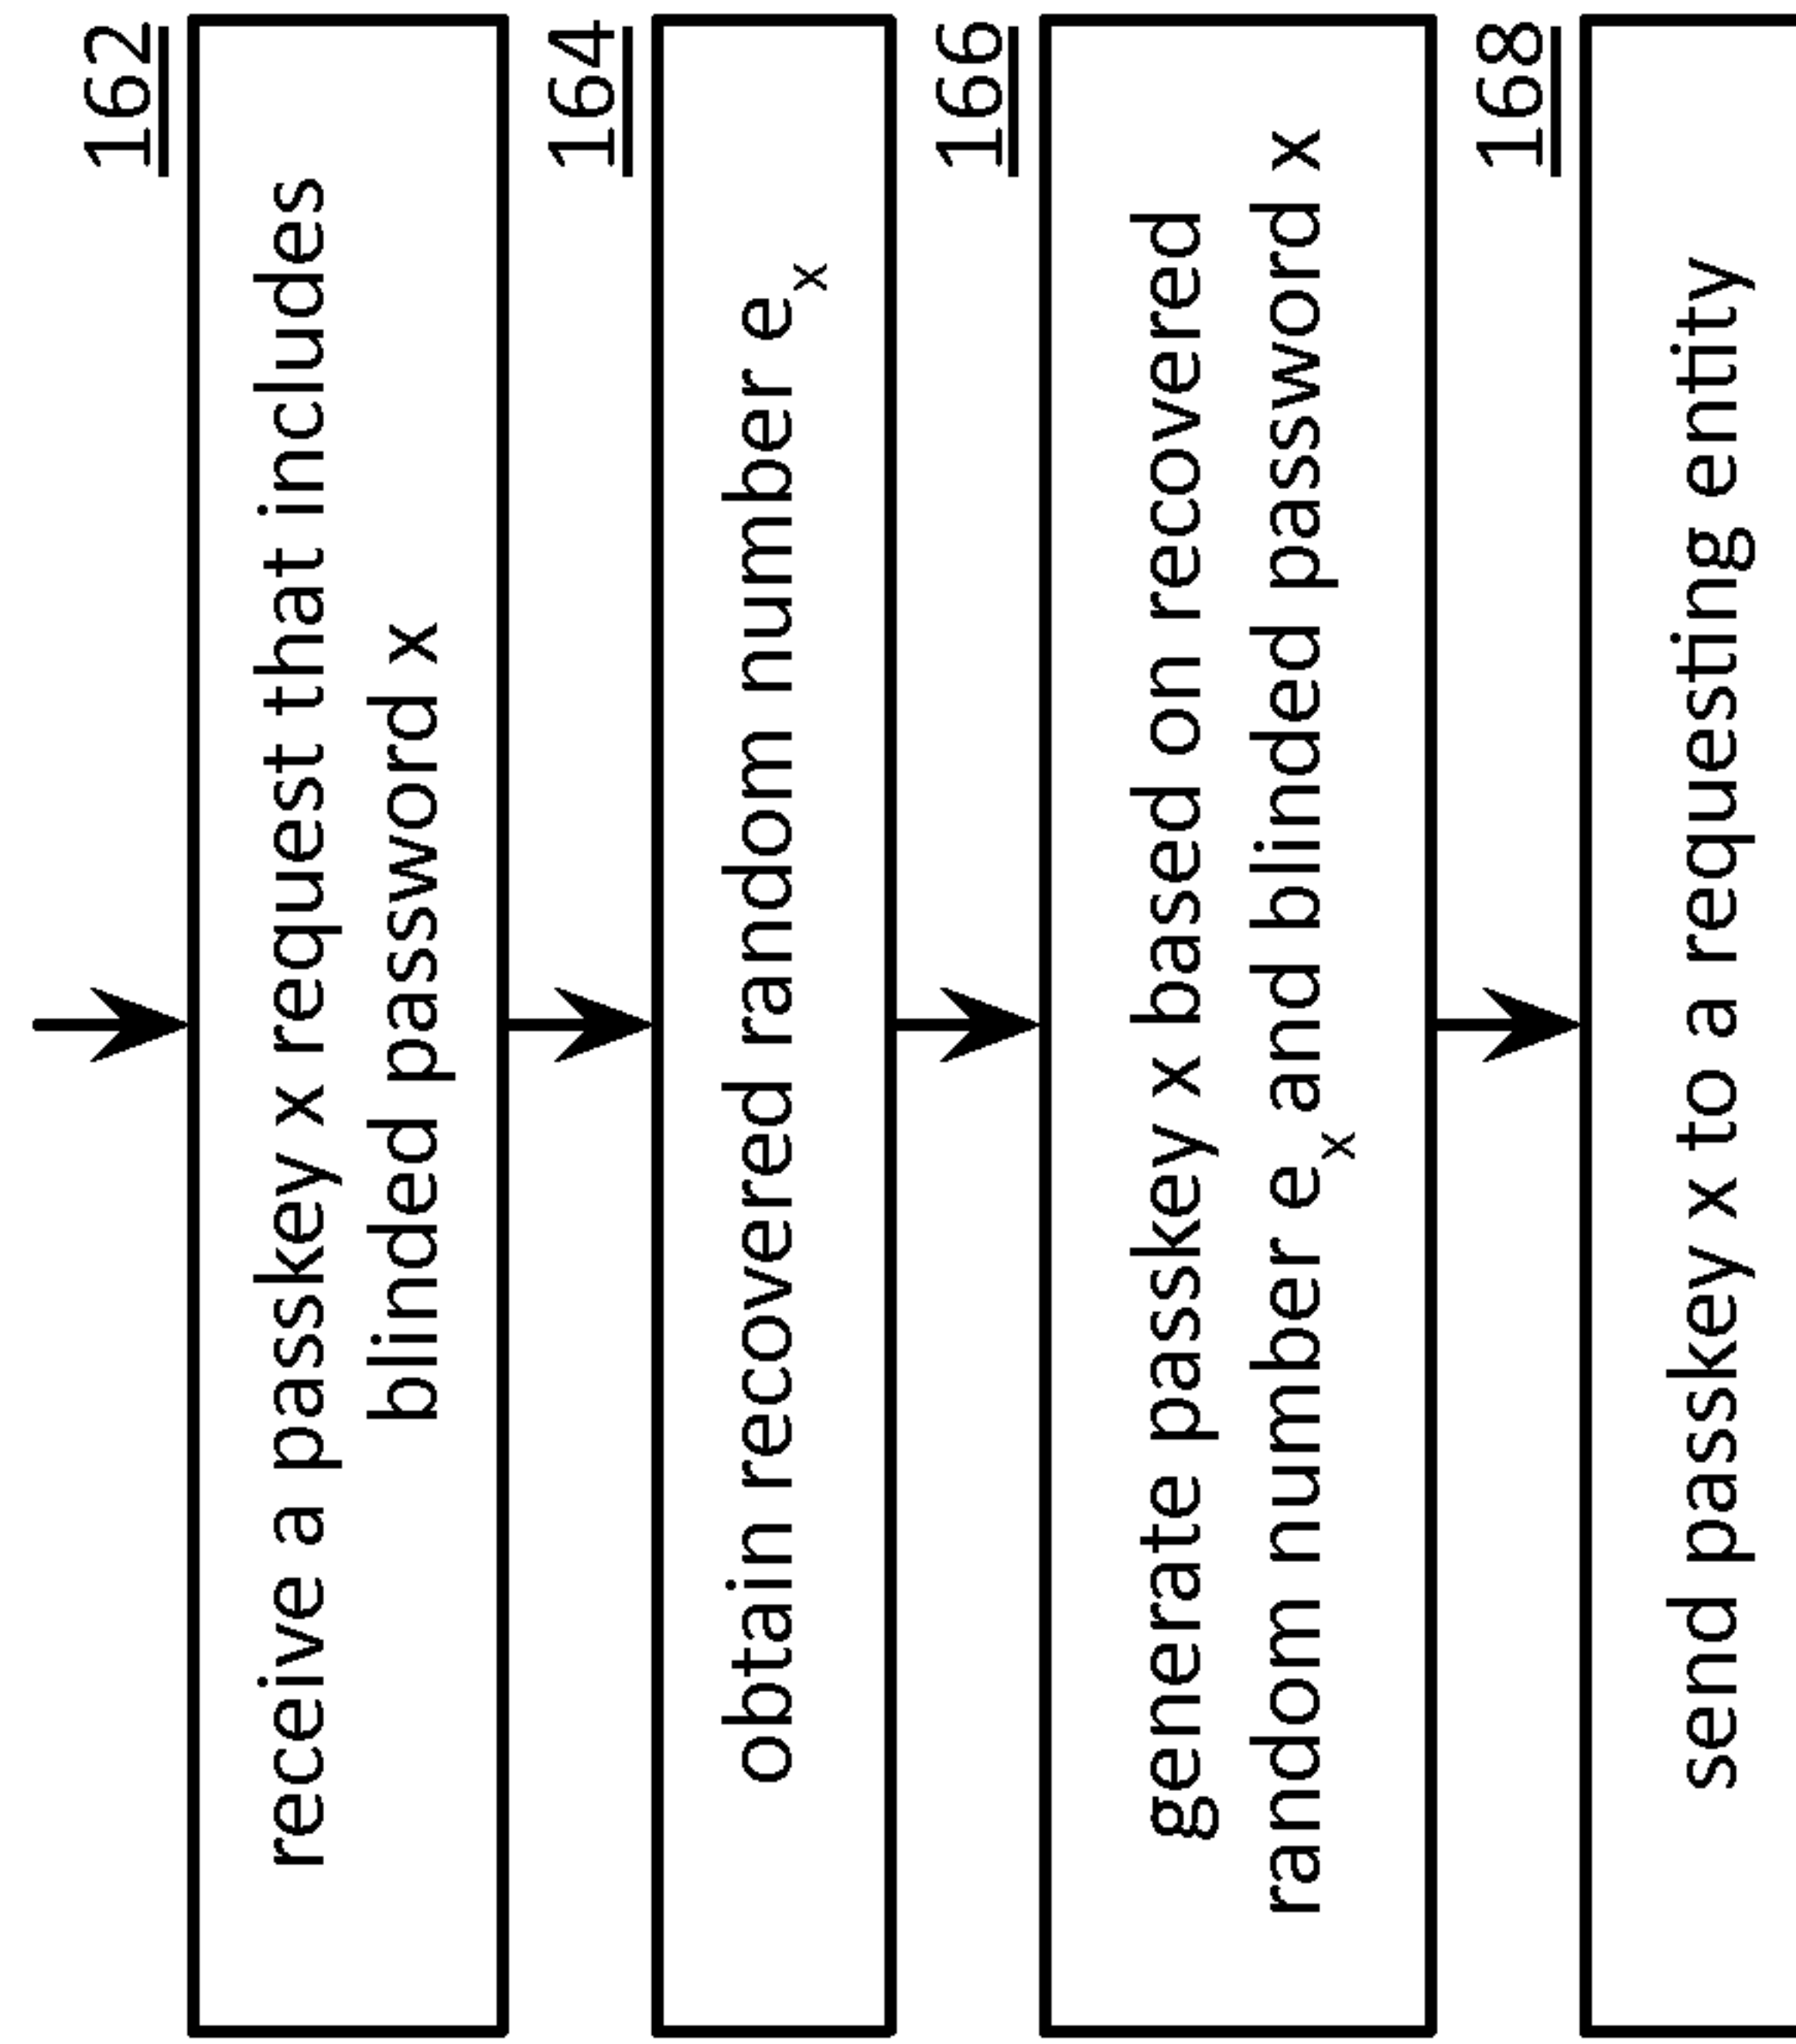 162
receive a passkey x request that includes
blinded password x
164
obtain recovered random number eₓ
166
generate passkey x based on recovered
random number eₓ and blinded password x
168
send passkey x to a requesting entity